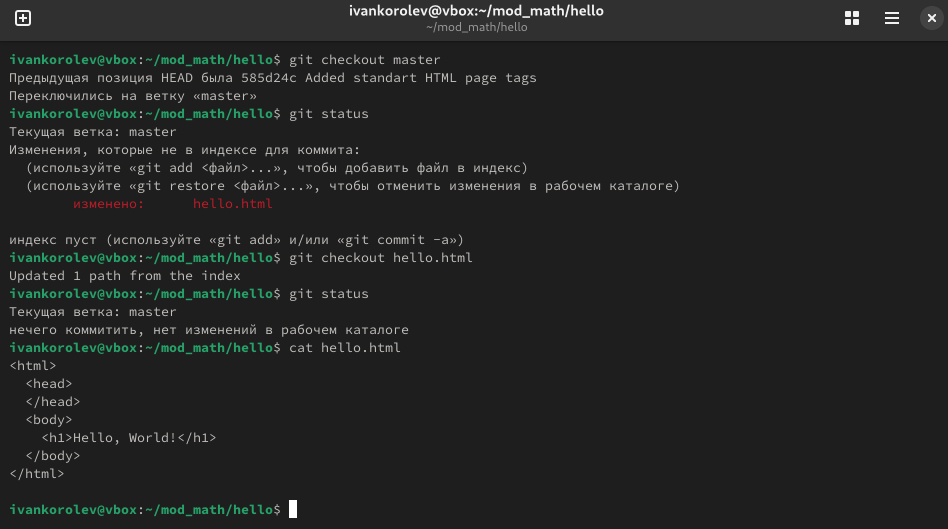 ivankorolev@vbox:~/mod_math/hello
~/mod_math/hello
ivankorolev@vbox:~/mod_math/hello$ git checkout master
Предыдущая позиция HEAD была 585d24c Added standart HTML page tags
Переключились на ветку «master»
ivankorolev@vbox:~/mod_math/hello$ git status
Текущая ветка: master
Изменения, которые не в индексе для коммита:
  (используйте «git add <файл>...», чтобы добавить файл в индекс)
  (используйте «git restore <файл>...», чтобы отменить изменения в рабочем каталоге)
        изменено:      hello.html
индекс пуст (используйте «git add» и/или «git commit -a»)
ivankorolev@vbox:~/mod_math/hello$ git checkout hello.html
Updated 1 path from the index
ivankorolev@vbox:~/mod_math/hello$ git status
Текущая ветка: master
нечего коммитить, нет изменений в рабочем каталоге
ivankorolev@vbox:~/mod_math/hello$ cat hello.html
<html>
  <head>
  </head>
  <body>
    <h1>Hello, World!</h1>
  </body>
</html>
ivankorolev@vbox:~/mod_math/hello$